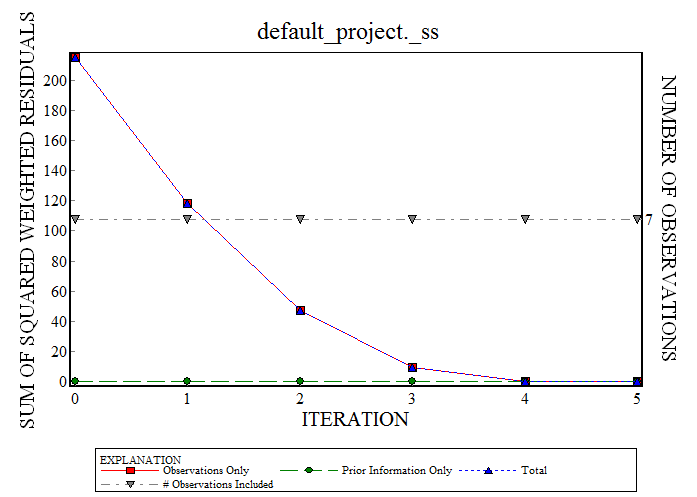 default_project._ss
SUM OF SQUARED WEIGHTED RESIDUALS
200
180
160
140
120
100
80
60
40
20
0
7
NUMBER OF OBSERVATIONS
0 1 2 3 4 5
ITERATION
EXPLANATION
Observations Only Prior Information Only Total
# Observations Included